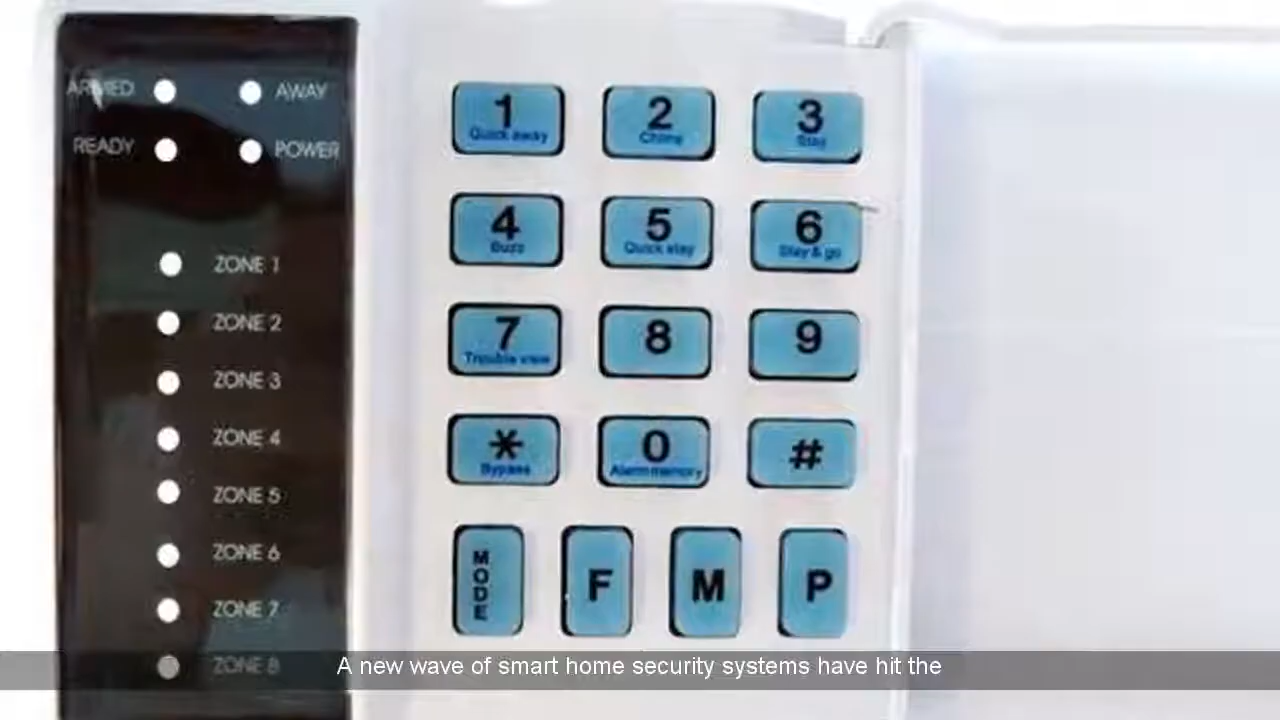 ARMED AWAY
READY POWER
ZONE 1
ZONE 2
ZONE 3
ZONE 4
ZONE 5
ZONE 6
ZONE 7
ZONE 8
1 2 3
Quick away Chime Stay
4 5 6
Buzz Quick stay Stay & go
7 8 9
Trouble view
* 0 #
Bypass Alarm memory
MODE F M P
A new wave of smart home security systems have hit the